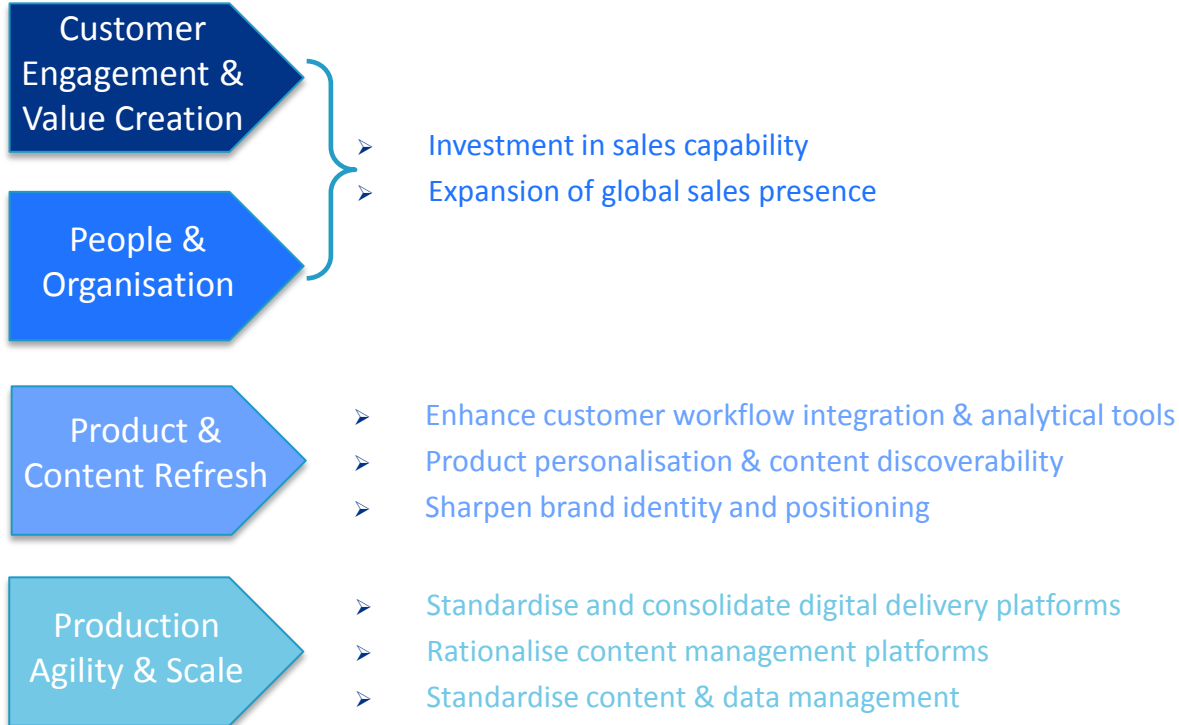 Customer
Engagement &
Value Creation
➢ Investment in sales capability
➢ Expansion of global sales presence
People &
Organisation
Product &
Content Refresh
➢ Enhance customer workflow integration & analytical tools
➢ Product personalisation & content discoverability
➢ Sharpen brand identity and positioning
Production
Agility & Scale
➢ Standardise and consolidate digital delivery platforms
➢ Rationalise content management platforms
➢ Standardise content & data management